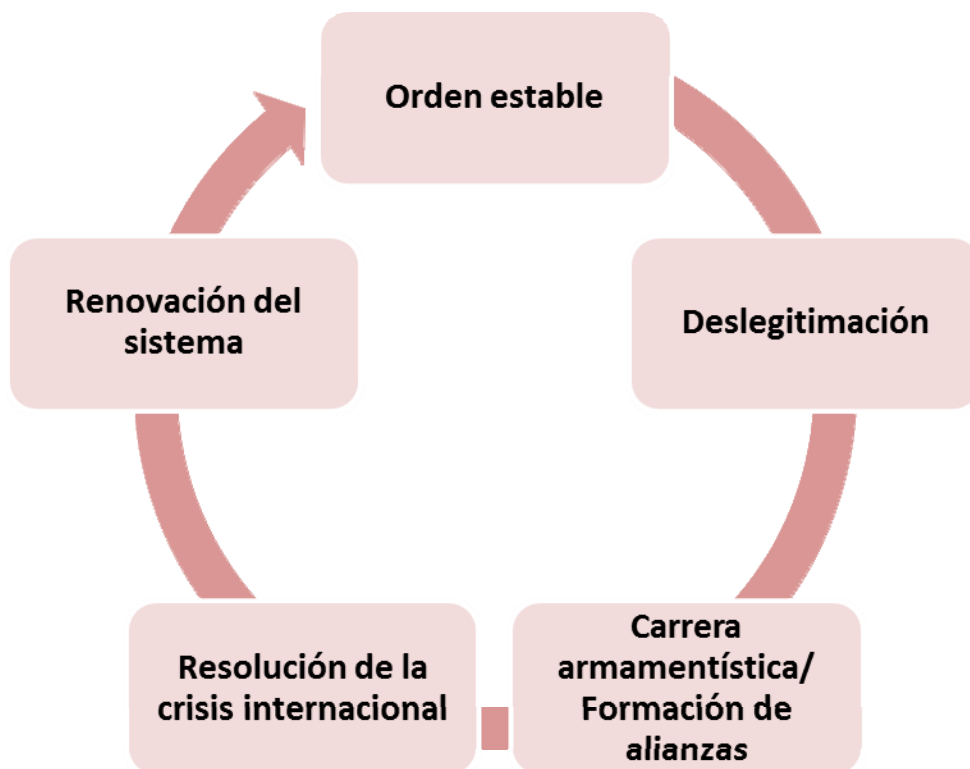 Orden estable
Deslegitimación
Carrera
armamentística/
Formación de
alianzas
Resolución de la
crisis internacional
Renovación del
sistema